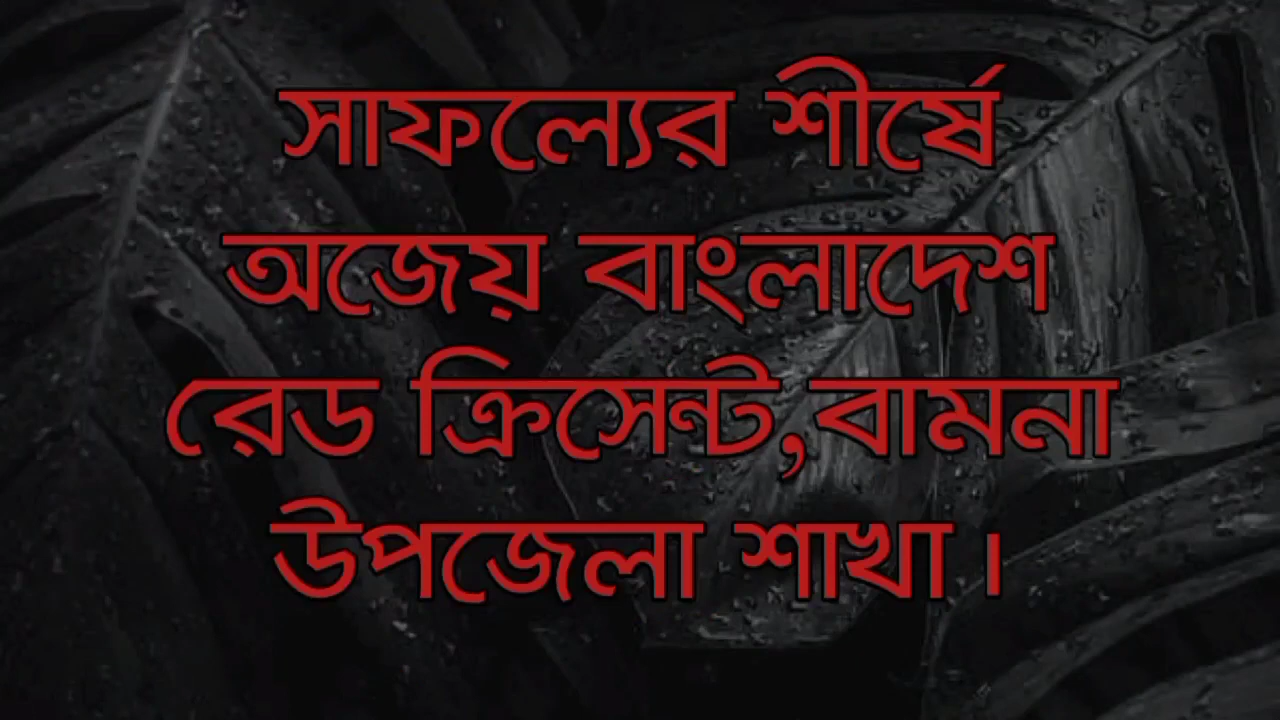 সাফল্যের শীর্ষে
অজেয় বাংলাদেশ
রেড ক্রিসেন্ট,বামনা
উপজেলা শাখা ।